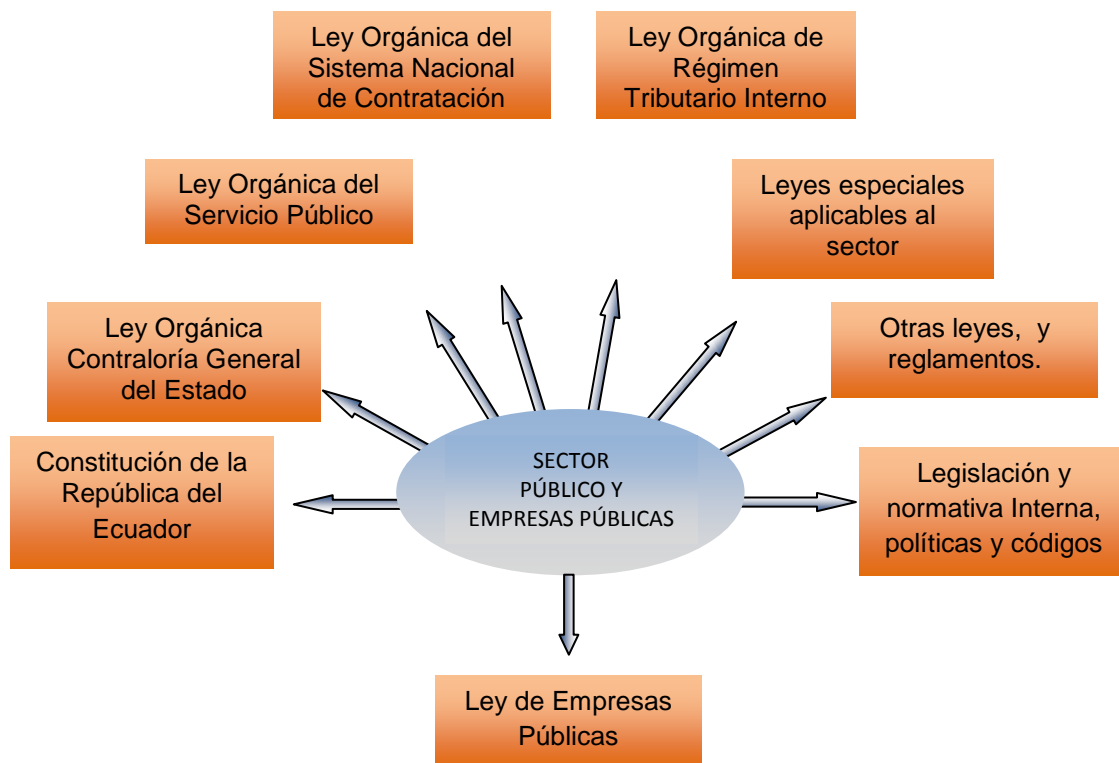 Ley Orgánica del
Sistema Nacional
de Contratación
Ley Orgánica de
Régimen
Tributario Interno
Ley Orgánica del
Servicio Público
Leyes especiales
aplicables al
sector
Ley Orgánica
Contraloría General
del Estado
Otras leyes, y
reglamentos.
Constitución de la
República del
Ecuador
SECTOR
PÚBLICO Y
EMPRESAS PÚBLICAS
Legislación y
normativa Interna,
políticas y códigos
Ley de Empresas
Públicas